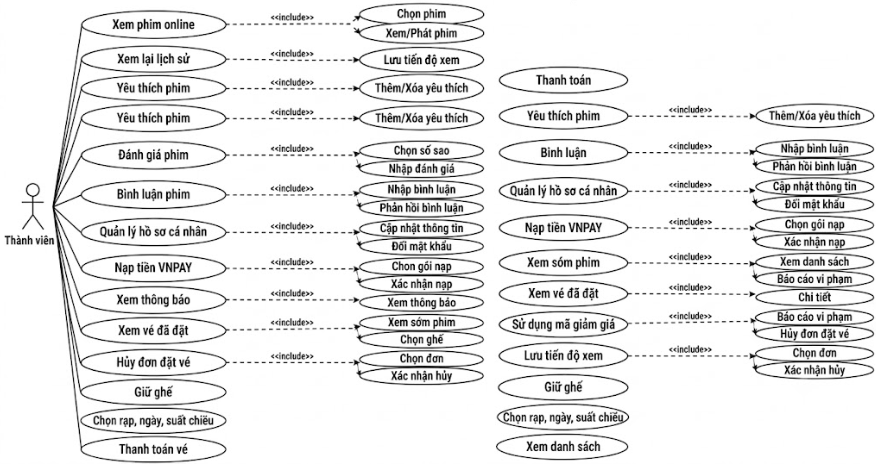 Xem phim online
<<include>>
Chọn phim
Xem/Phát phim
Xem lại lịch sử
<<include>>
Lưu tiến độ xem
Yêu thích phim
<<include>>
Thêm/Xóa yêu thích
Yêu thích phim
<<include>>
Thêm/Xóa yêu thích
Đánh giá phim
<<include>>
Chọn số sao
Nhập đánh giá
Bình luận phim
<<include>>
Nhập bình luận
Phản hồi bình luận
Thành viên
Quản lý hồ sơ cá nhân
<<include>>
Cập nhật thông tin
Đổi mật khẩu
Nạp tiền VNPAY
<<include>>
Chon gói nạp
Xác nhận nạp
Xem thông báo
<<include>>
Xem thông báo
Xem vé đã đặt
<<include>>
Xem sớm phim
Chọn ghế
Hủy đơn đặt vé
<<include>>
Chọn đơn
Xác nhận hủy
Giữ ghế
Chọn rạp, ngày, suất chiếu
Thanh toán vé
Thanh toán
Yêu thích phim
<<include>>
Thêm/Xóa yêu thích
Bình luận
<<include>>
Nhập bình luận
Phản hồi bình luận
Quản lý hồ sơ cá nhân
<<include>>
Cập nhật thông tin
Đổi mật khẩu
Nạp tiền VNPAY
<<include>>
Chọn gôi nạp
Xác nhận nạp
Xem sóm phim
<<include>>
Xem danh sách
Báo cáo vi phạm
Xem vé đã đặt
<<include>>
Chi tiết
Sử dụng mã giảm giá
<<include>>
Báo cáo vi phạm
Hủy đơn đặt vé
Lưu tiến độ xem
<<include>>
Chọn đơn
Xác nhận hủy
Giữ ghế
Chọn rạp, ngày, suất chiếu
Xem danh sách